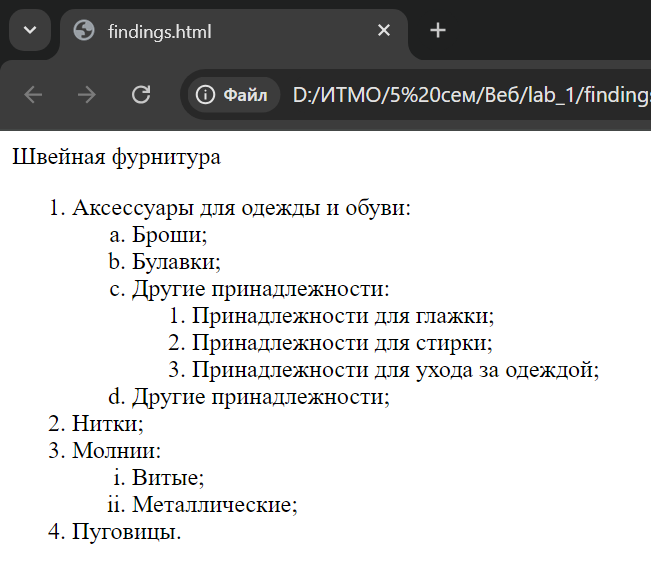 findings.html
Файл D:/ИТМО/5%20сем/Веб/lab_1/findings
Швейная фурнитура
1. Аксессуары для одежды и обуви:
a. Броши;
b. Булавки;
c. Другие принадлежности:
1. Принадлежности для глажки;
2. Принадлежности для стирки;
3. Принадлежности для ухода за одеждой;
d. Другие принадлежности;
2. Нитки;
3. Молнии:
i. Витые;
ii. Металлические;
4. Пуговицы.